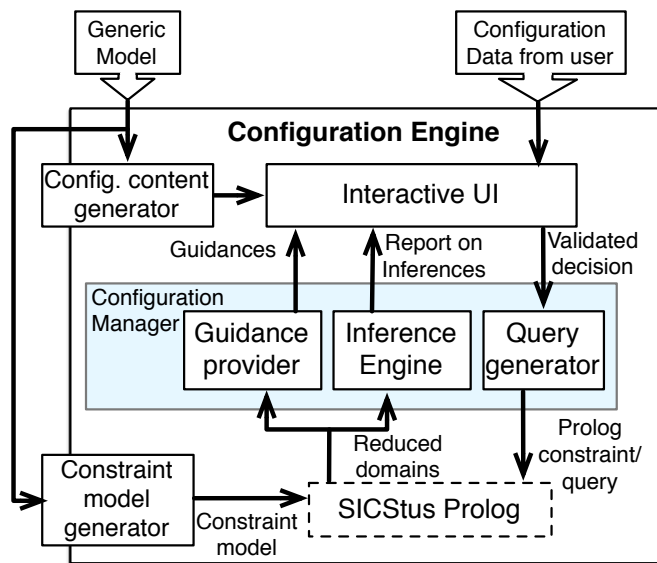 Generic
Model
Configuration
Data from user
Configuration Engine
Config. content
generator
Interactive UI
Guidances
Report on
Inferences
Validated
decision
Configuration
Manager
Guidance
provider
Inference
Engine
Query
generator
Reduced
domains
Prolog
constraint/
query
Constraint
model
generator
Constraint
model
SICStus Prolog